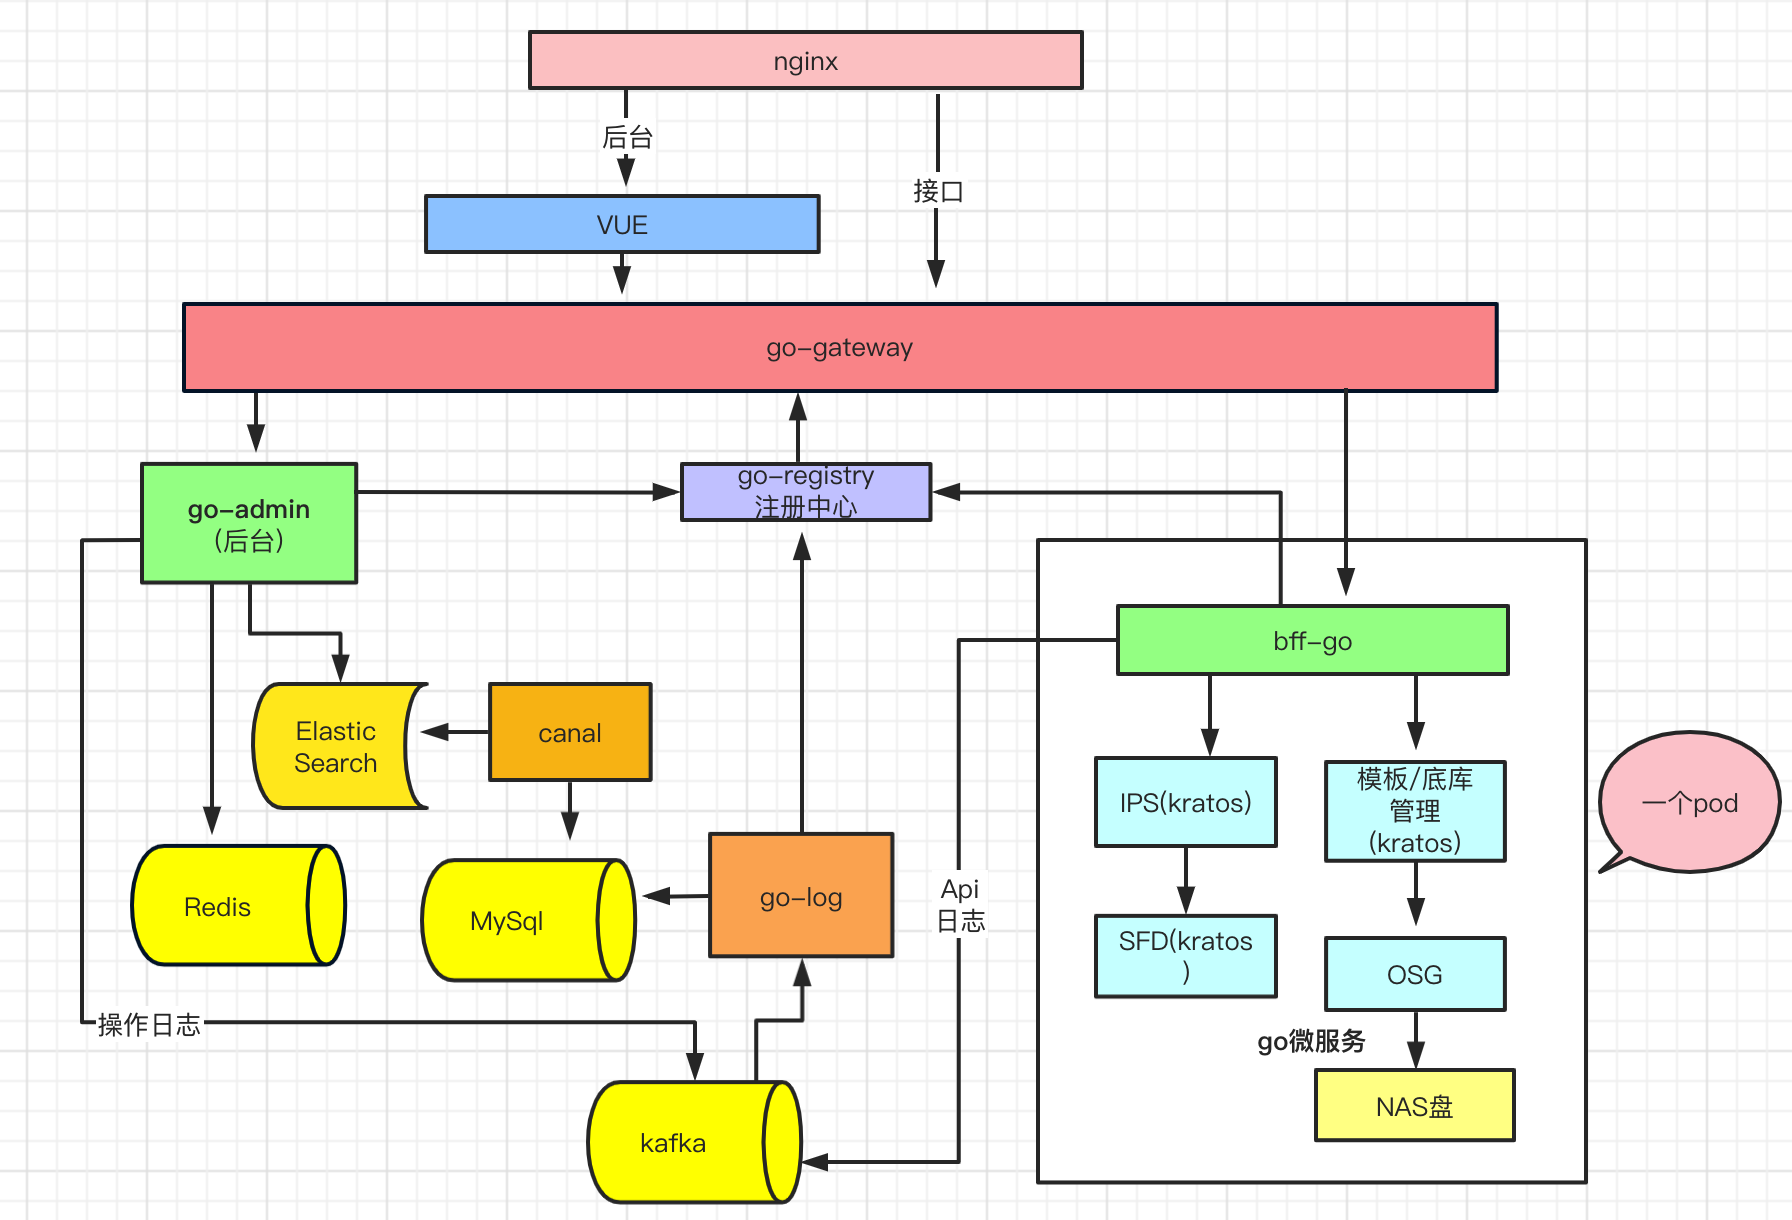 nginx
后台
接口
VUE
go-gateway
go-admin
（后台）
go-registry
注册中心
bff-go
Elastic
Search
canal
IPS(kratos)
模板/底库
管理
(kratos)
一个pod
Redis
MySql
go-log
Api
日志
SFD(kratos
)
OSG
操作日志
go微服务
NAS盘
kafka